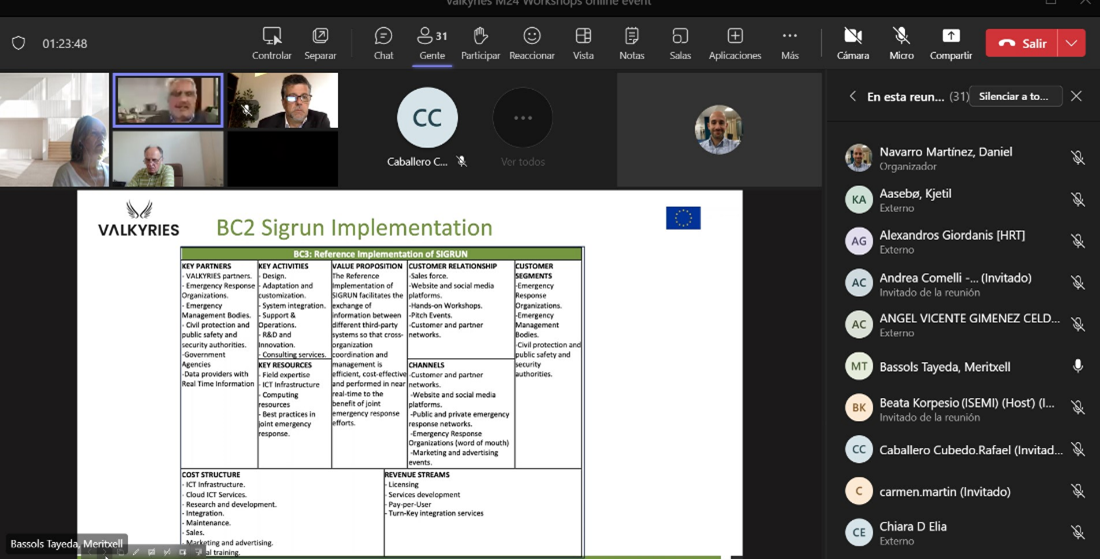 Valkyries M24 Workshops online event
01:23:48
Controlar
Separar
Chat
31
Gente
Participar
Reaccionar
Vista
Notas
Salas
Aplicaciones
Más
Cámara
Micro
Compartir
Salir
CC
Caballero C...
Ver todos
En esta reun... (31)
Silenciar a to...
Navarro Martínez, Daniel
Organizador
KA
Aasebø, Kjetil
Externo
AG
Alexandros Giordanis [HRT]
Externo
AC
Andrea Comelli -... (Invitado)
Invitado de la reunión
AC
ANGEL VICENTE GIMENEZ CELD...
Externo
MT
Bassols Tayeda, Meritxell
BK
Beata Korpesio (ISEMI) (Host') (I...
Invitado de la reunión
CC
Caballero Cubedo.Rafael (Invitad...
C
carmen.martin (Invitado)
CE
Chiara D Elia
Externo
VALKYRIES
BC2 Sigrun Implementation
BC3: Reference Implementation of SIGRUN
KEY PARTNERS
- VALKYRIES partners.
- Emergency Response
Organizations.
- Emergency
Management Bodies.
- Civil protection and
public safety and
security authorities.
-Government
Agencies
-Data providers with
Real Time Information
KEY ACTIVITIES
- Design.
- Adaptation and
customization.
- System integration.
- Support &
Operations.
- R&D and
Innovation.
- Consulting services.
KEY RESOURCES
- Field expertise
- ICT Infrastructure
- Computing
resources
- Best practices in
joint emergency
response.
VALUE PROPOSITION
The Reference
Implementation of
SIGRUN facilitates the
exchange of
information between
different third-party
systems so that cross-
organization
coordination and
management is
efficient, cost-effective
and performed in near
real-time to the
benefit of joint
emergency response
efforts.
CUSTOMER RELATIONSHIP
-Sales force.
-Website and social media
platforms.
-Hands-on Workshops.
-Pitch Events.
-Customer and partner
networks.
CHANNELS
-Customer and partner
networks.
-Website and social media
platforms.
-Public and private emergency
response networks.
-Emergency Response
Organizations (word of mouth)
-Marketing and advertising
events.
CUSTOMER
SEGMENTS
-Emergency
Response
Organizations.
-Emergency
Management
Bodies.
-Civil protection and
public safety and
security
authorities.
COST STRUCTURE
- ICT Infrastructure.
- Cloud ICT Services.
- Research and development.
- Integration.
- Maintenance.
- Sales.
- Marketing and advertising.
training.
REVENUE STREAMS
- Licensing
- Services development
- Pay-per-User
- Turn-Key integration services
Bassols Tayeda, Meritxell